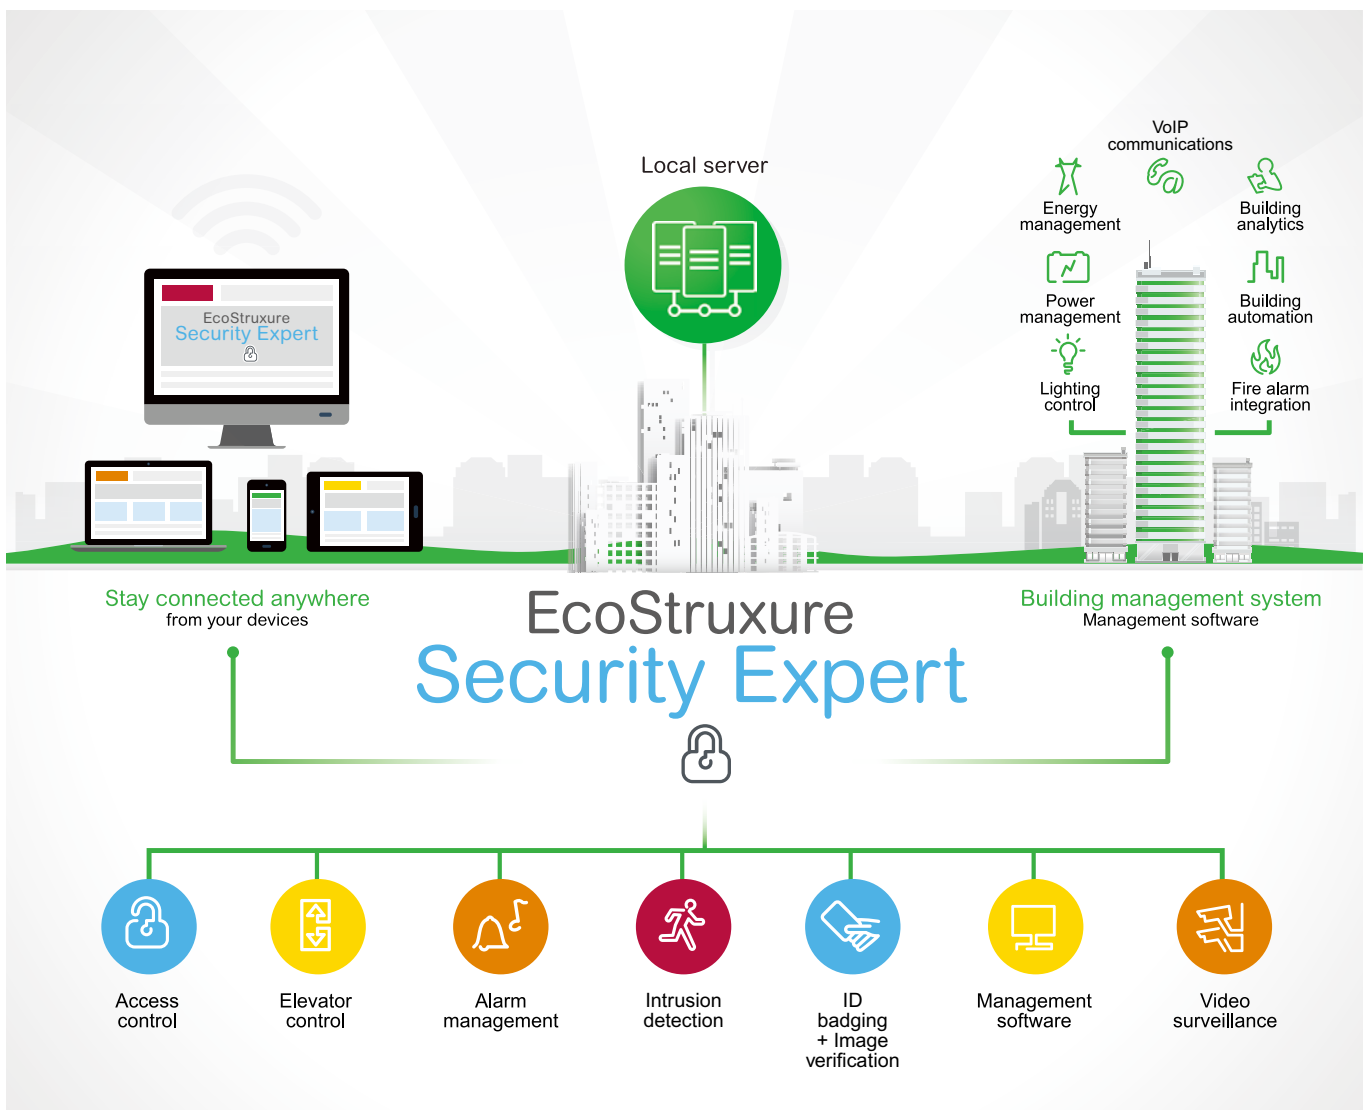 VoIP
communications
Local server
Energy
management
Building
analytics
Power
management
Building
automation
Lighting
control
Fire alarm
integration
EcoStruxure
Security Expert
Stay connected anywhere
from your devices
EcoStruxure
Security Expert
Building management system
Management software
Access
control
Elevator
control
Alarm
management
Intrusion
detection
ID
badging
+ Image
verification
Management
software
Video
surveillance